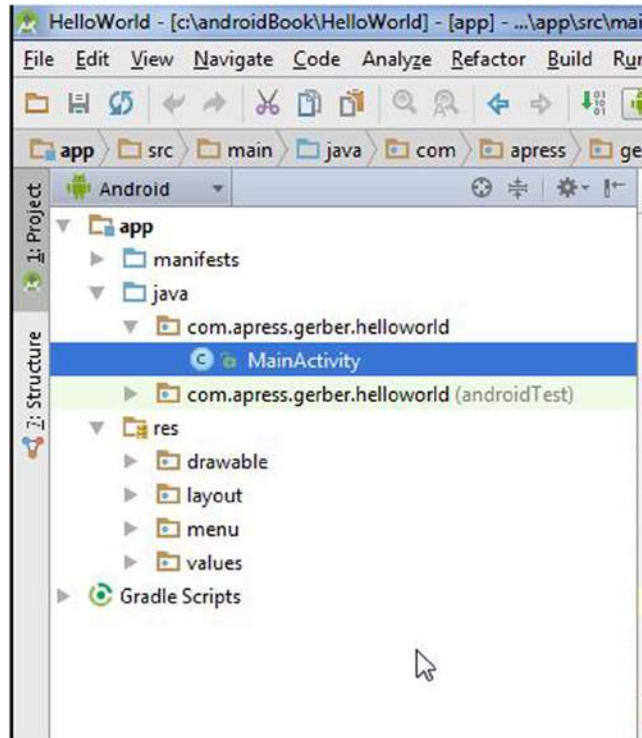 HelloWorld - [c:\androidBook\HelloWorld] - [app] - ...\app\src\mai
File Edit View Navigate Code Analyze Refactor Build Ru
app src main java com apress ge
Android
1: Project
7: Structure
app
manifests
java
com.apress.gerber.helloworld
MainActivity
com.apress.gerber.helloworld (androidTest)
res
drawable
layout
menu
values
Gradle Scripts